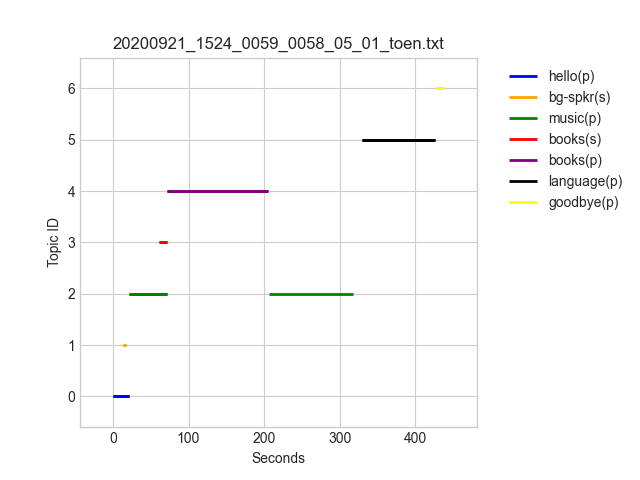 20200921_1524_0059_0058_05_01_toen.txt
hello(p)
bg-spkr(s)
music(p)
books(s)
books(p)
language(p)
goodbye(p)
Topic ID
6
5
4
3
2
1
0
0 100 200 300 400
Seconds